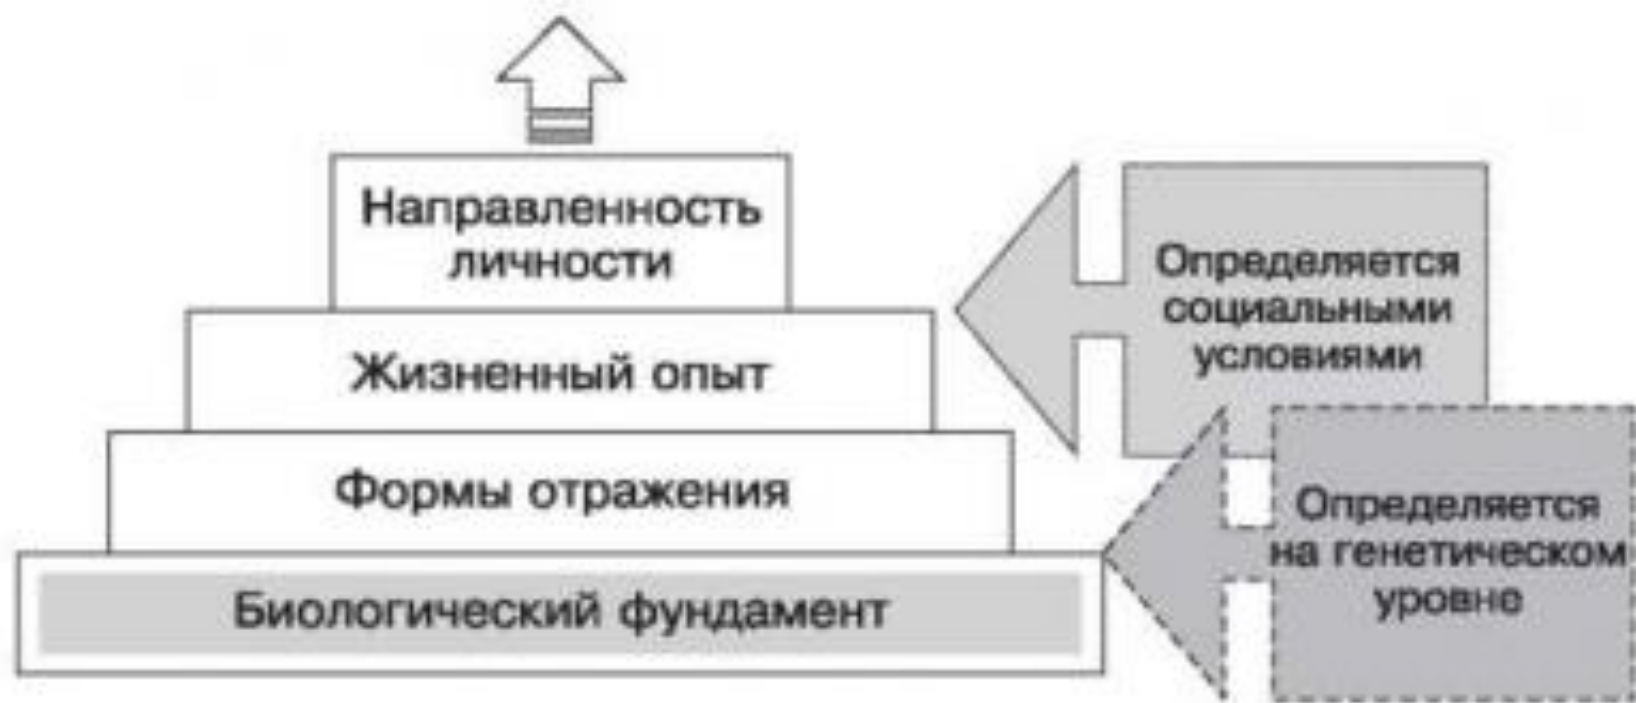 Направленность
личности
Жизненный опыт
Формы отражения
Биологический фундамент
Определяется
социальными
условиями
Определяется
на генетическом
уровне